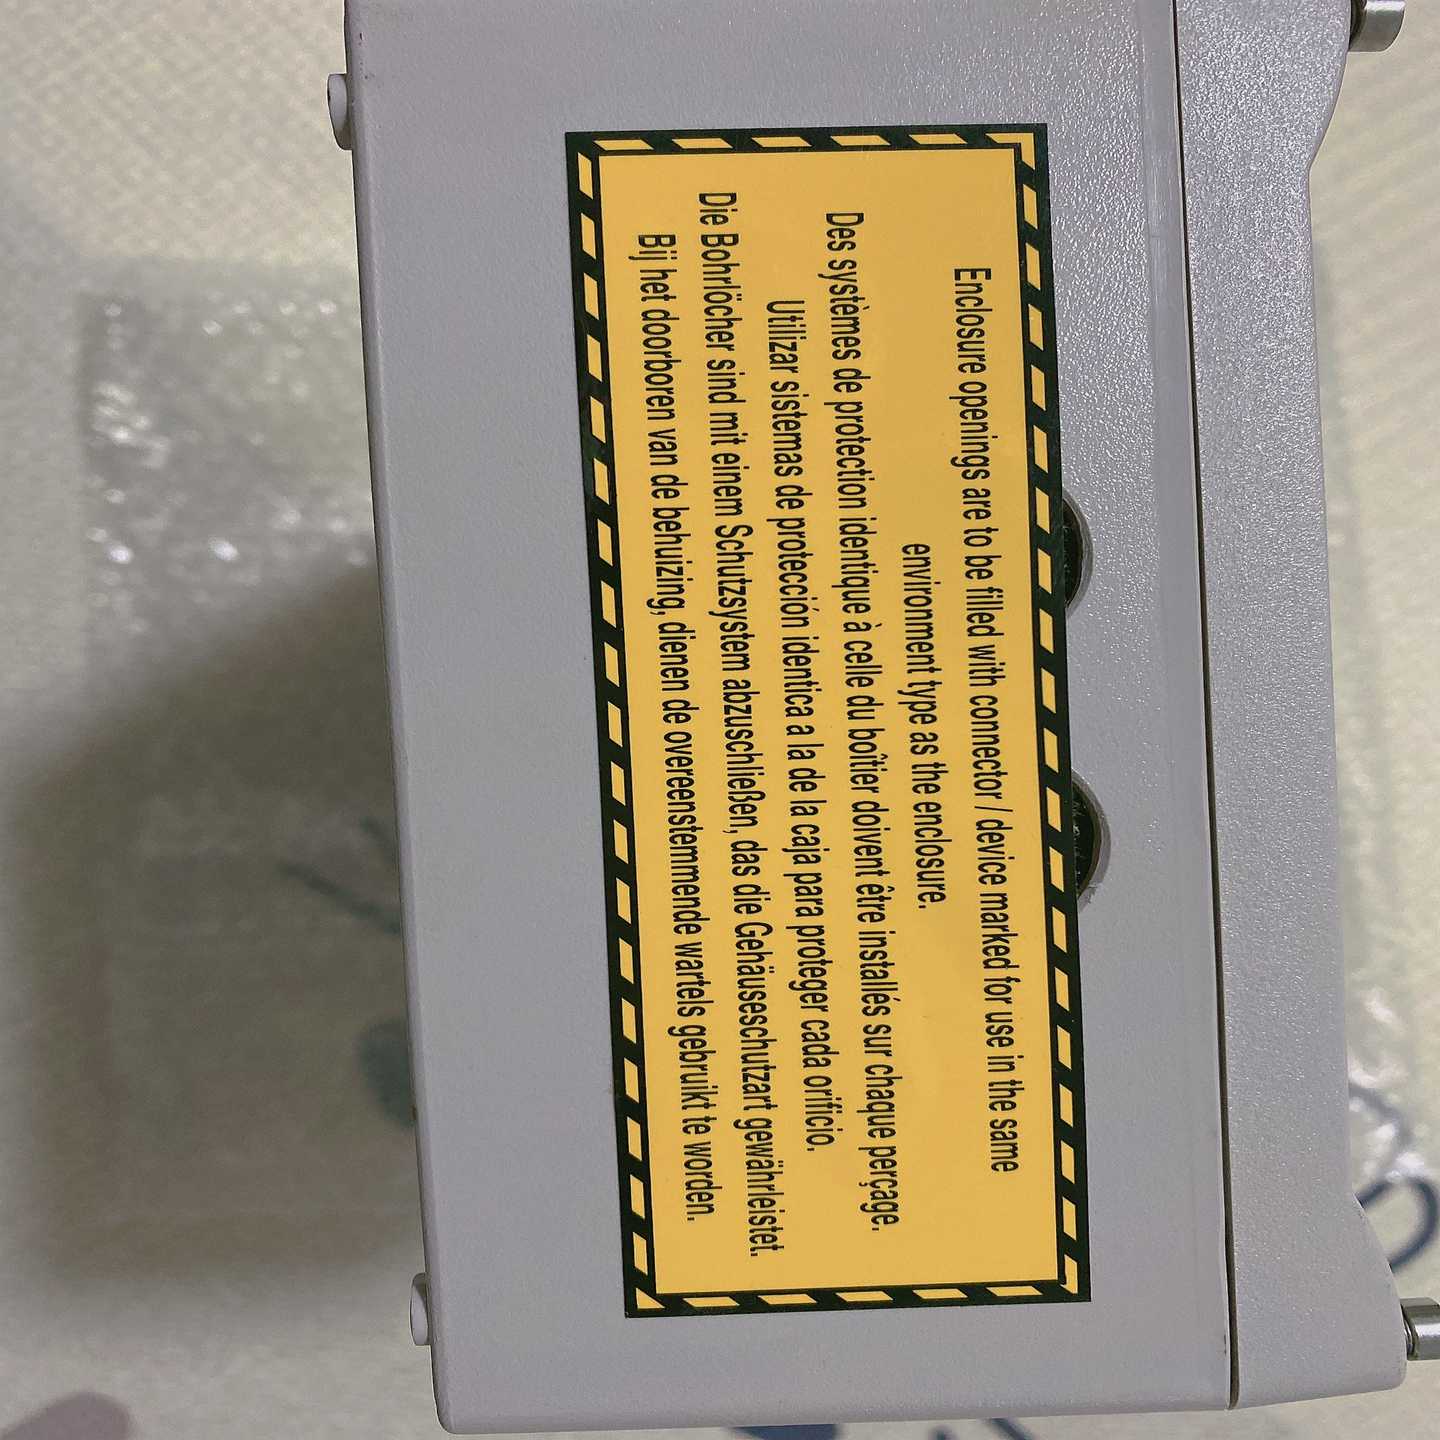 Enclosure openings are to be filled with connector / device marked for use in the same
environment type as the enclosure.
Des systèmes de protection identique à celle du boîtier doivent être installés sur chaque perçage.
Utilizar sistemas de protección identica a la de la caja para proteger cada orificio.
Die Bohrlöcher sind mit einem Schutzsystem abzuschließen, das die Gehäuseschutzart gewährleistet.
Bij het doorboren van de behuizing, dienen de overeenstemmende wartels gebruikt te worden.